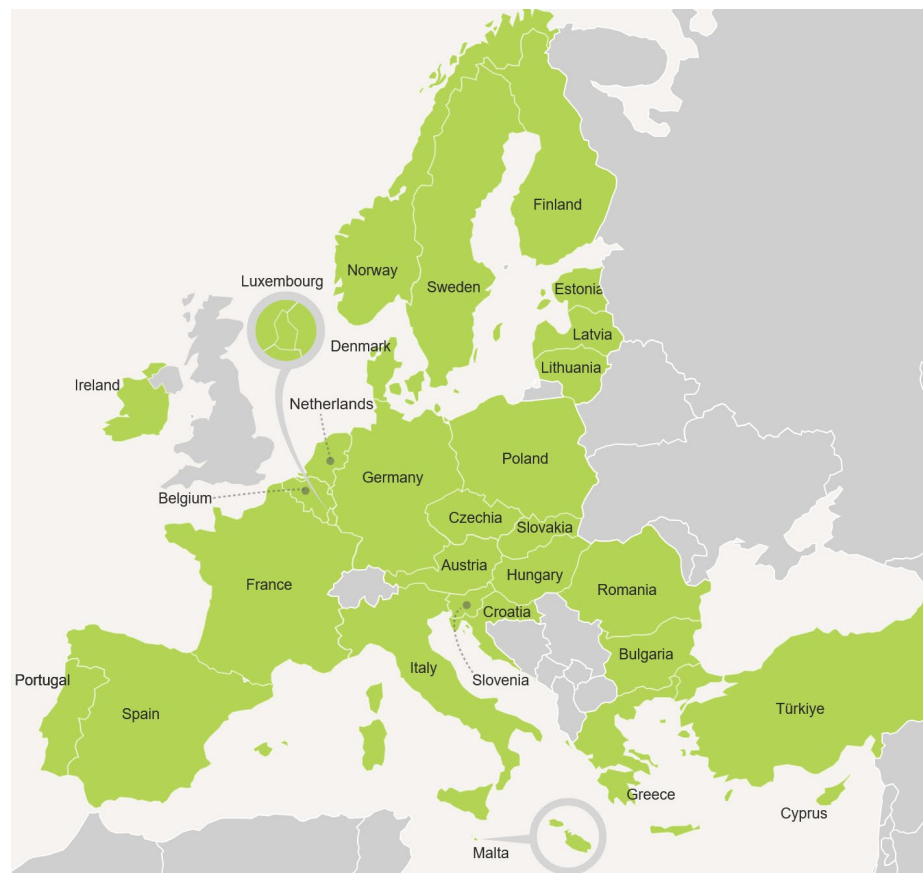 Finland
Norway
Luxembourg
Sweden
Estonia
Latvia
Denmark
Lithuania
Ireland
Netherlands
Poland
Germany
Belgium
Czechia
Slovakia
Austria
Hungary
France
Romania
Croatia
Bulgaria
Italy
Portugal
Slovenia
Spain
Türkiye
Greece
Cyprus
Malta